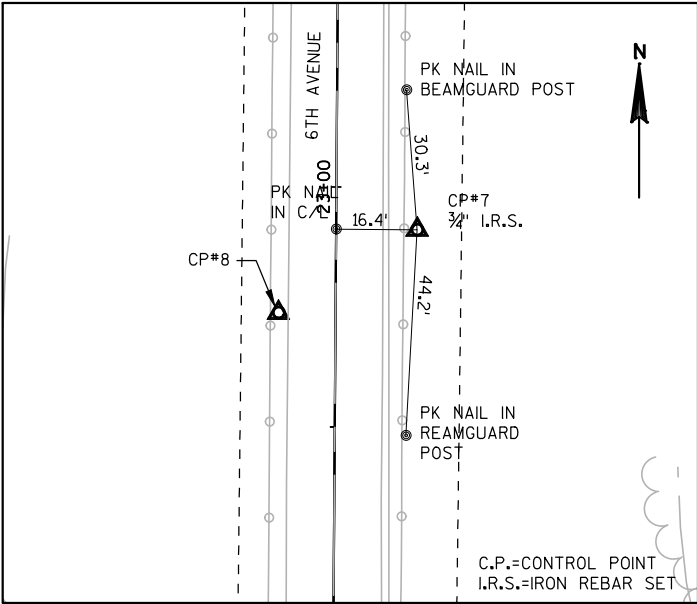 6TH AVENUE
N
PK NAIL IN
BEAMGUARD POST
30.3'
23+00
PK NAIL
IN C/L
16.4'
CP#7
¾" I.R.S.
CP#8
44.2'
PK NAIL IN
REAMGUARD
POST
C.P.=CONTROL POINT
I.R.S.=IRON REBAR SET